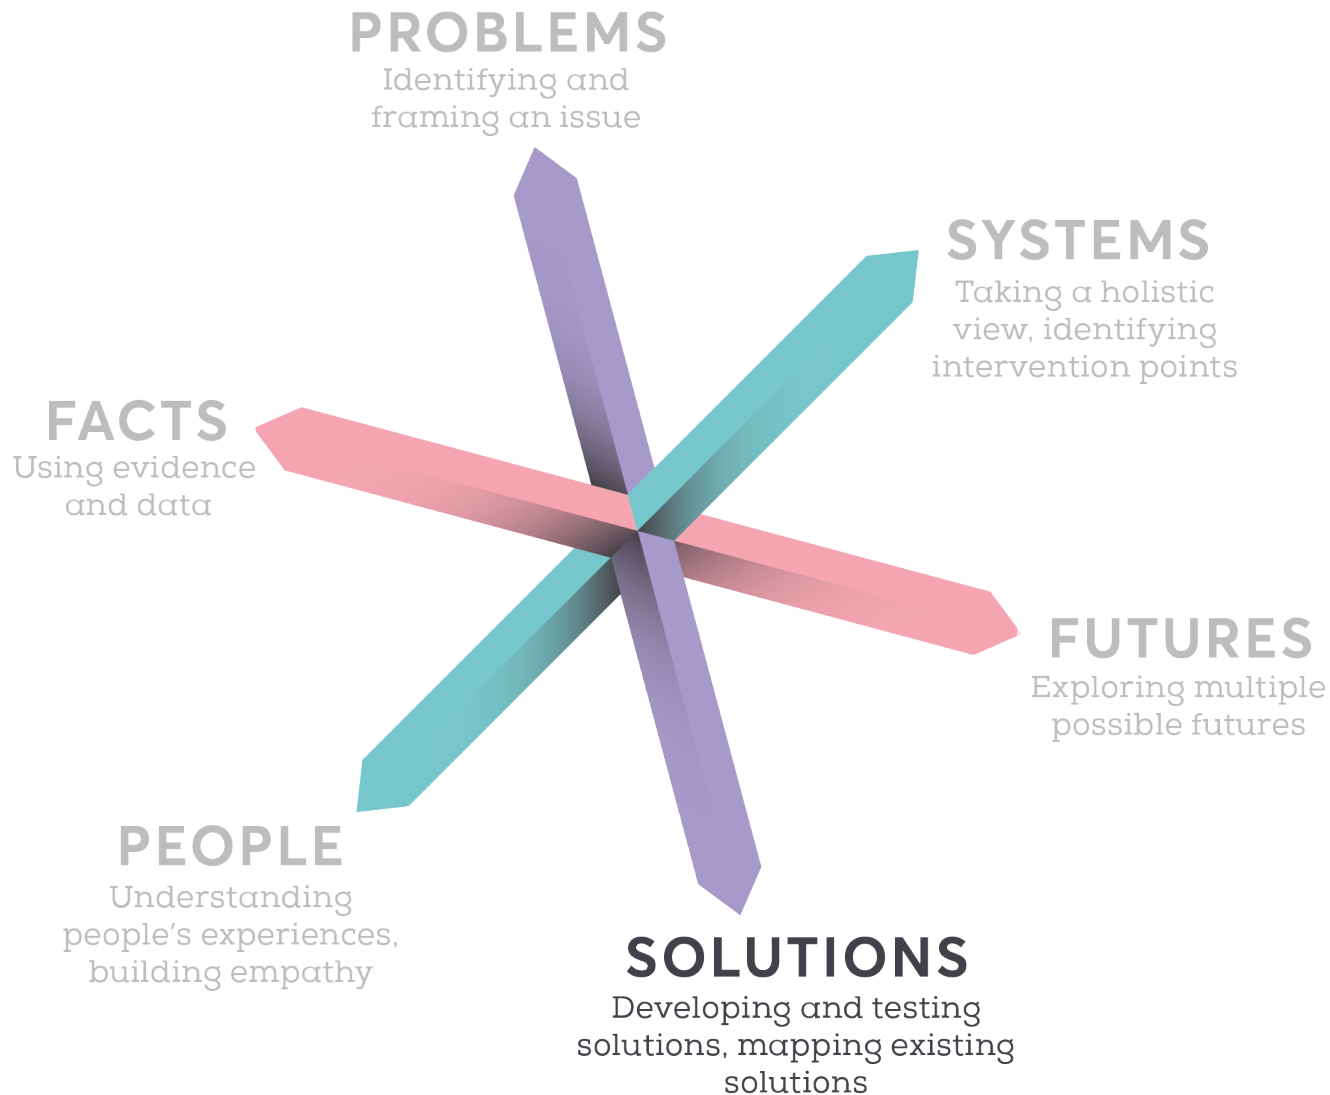 PROBLEMS
Identifying and
framing an issue
SYSTEMS
Taking a holistic
view, identifying
intervention points
FACTS
Using evidence
and data
FUTURES
Exploring multiple
possible futures
PEOPLE
Understanding
people's experiences,
building empathy
SOLUTIONS
Developing and testing
solutions, mapping existing
solutions